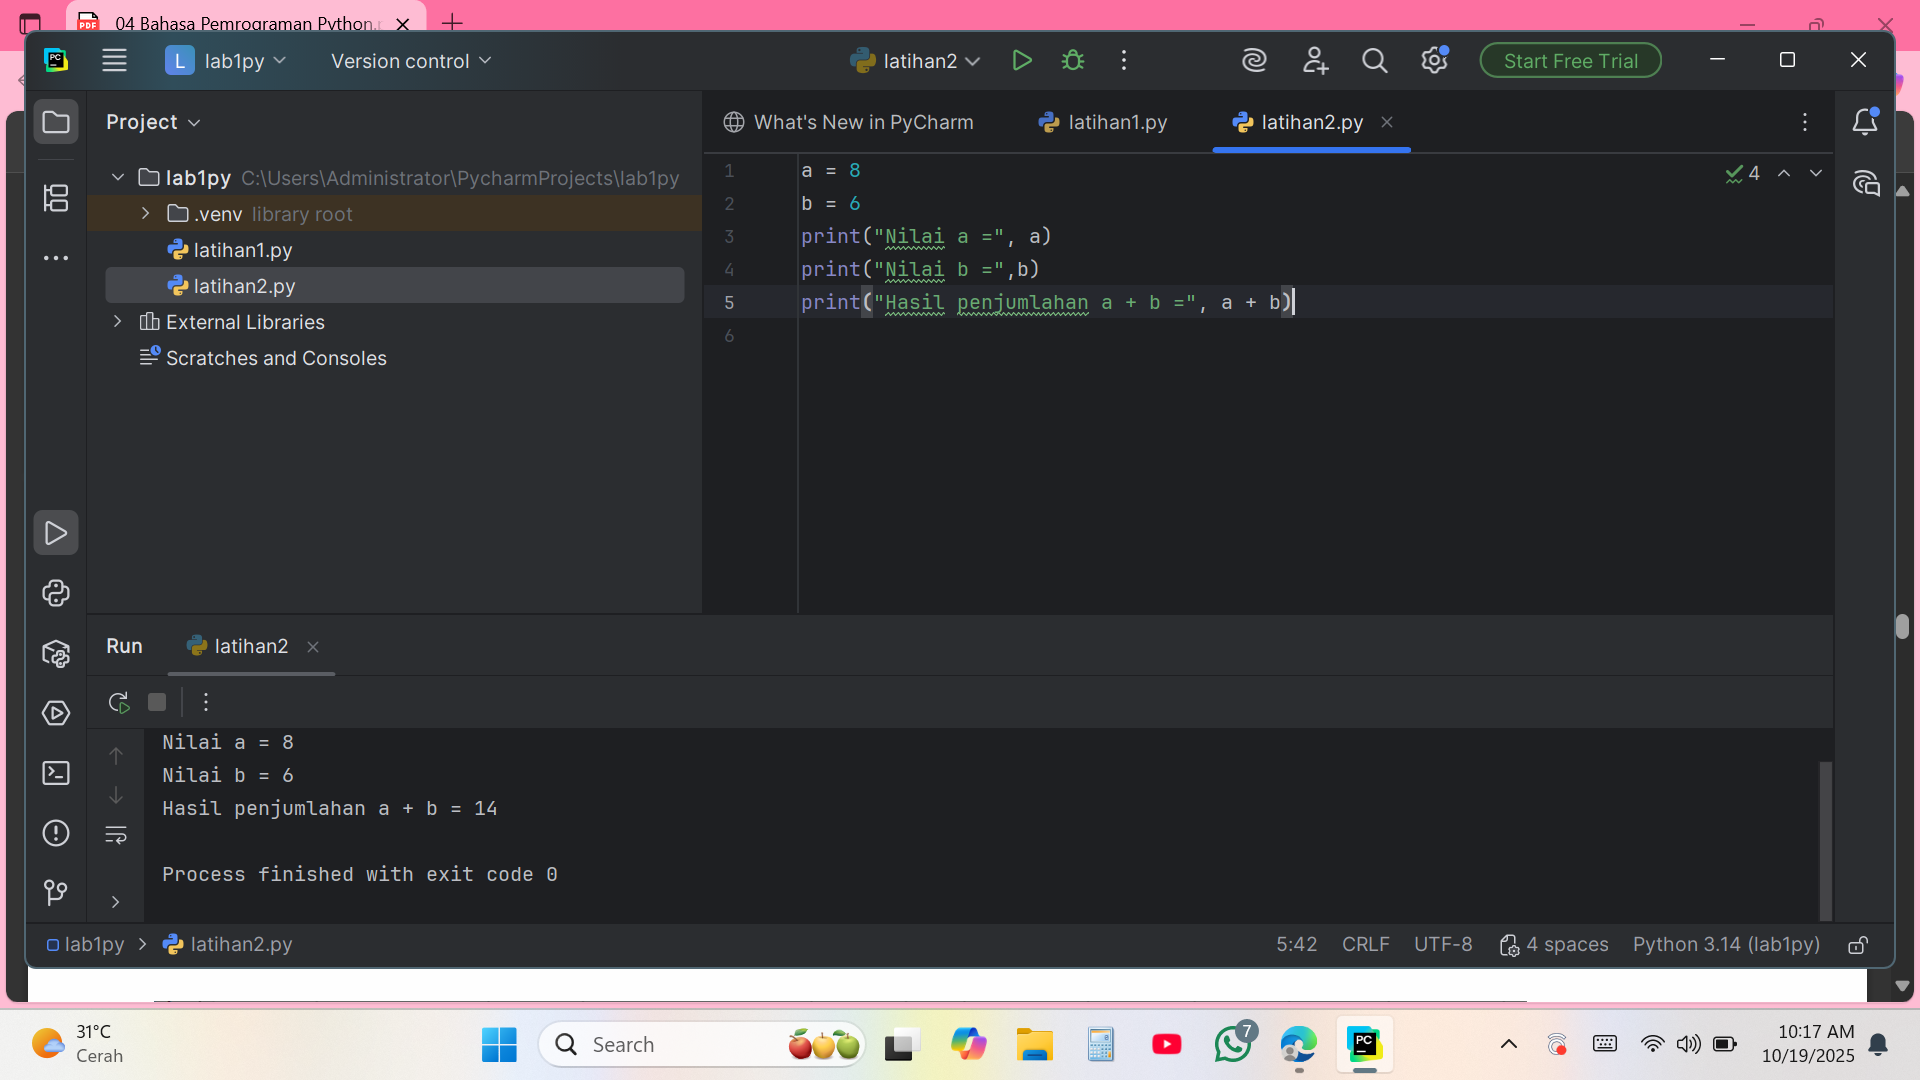 04 Bahasa Pemrograman Python.
PC
L lab1py
Version control
latihan2
Start Free Trial
Project
What's New in PyCharm
latihan1.py
latihan2.py
lab1py C:\Users\Administrator\PycharmProjects\lab1py
.venv library root
latihan1.py
latihan2.py
External Libraries
Scratches and Consoles
1 a = 8
2 b = 6
3 print("Nilai a =", a)
4 print("Nilai b =",b)
5 print("Hasil penjumlahan a + b =", a + b)
6
4
Run latihan2
Nilai a = 8
Nilai b = 6
Hasil penjumlahan a + b = 14
Process finished with exit code 0
lab1py > latihan2.py
5:42 CRLF UTF-8 4 spaces Python 3.14 (lab1py)
31°C
Cerah
Search
7
PC
10:17 AM
10/19/2025